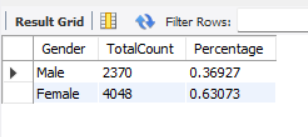 Result Grid Filter Rows:
Gender TotalCount Percentage
Male 2370 0.36927
Female 4048 0.63073